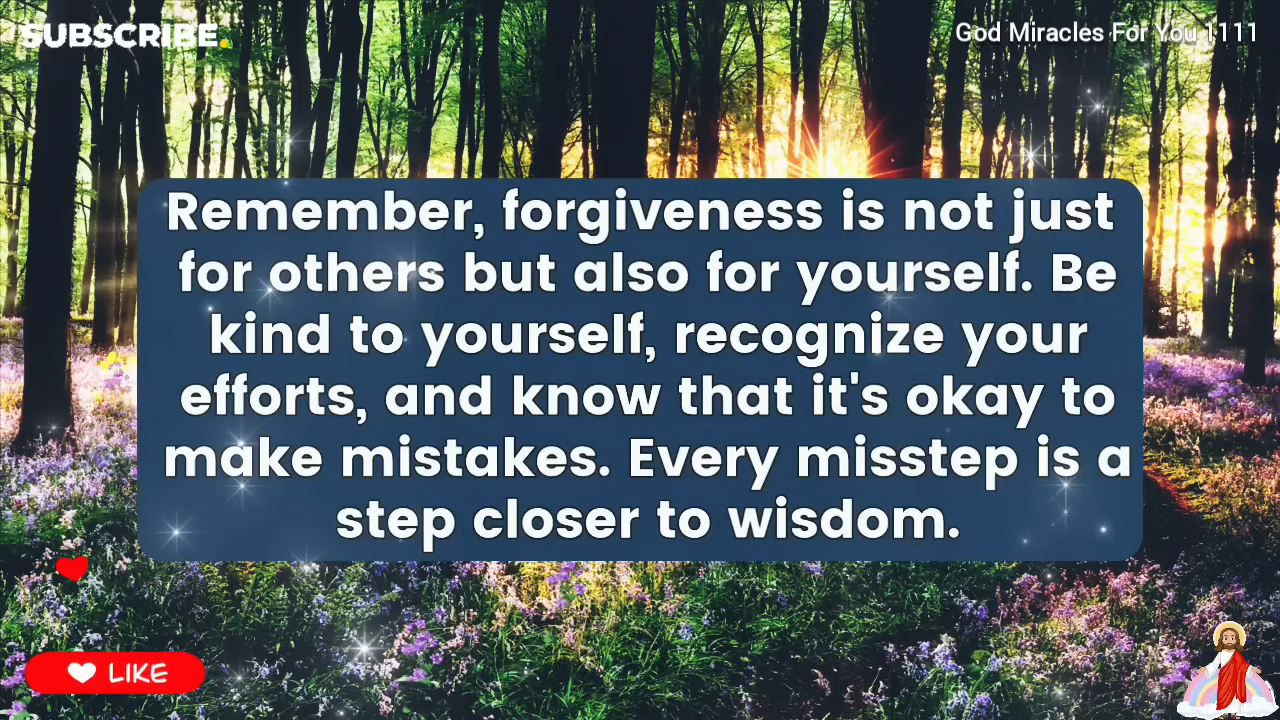 SUBSCRIBE.
God Miracles For You 1111
Remember, forgiveness is not just
for others but also for yourself. Be
kind to yourself, recognize your
efforts, and know that it's okay to
make mistakes. Every misstep is a
step closer to wisdom.
LIKE